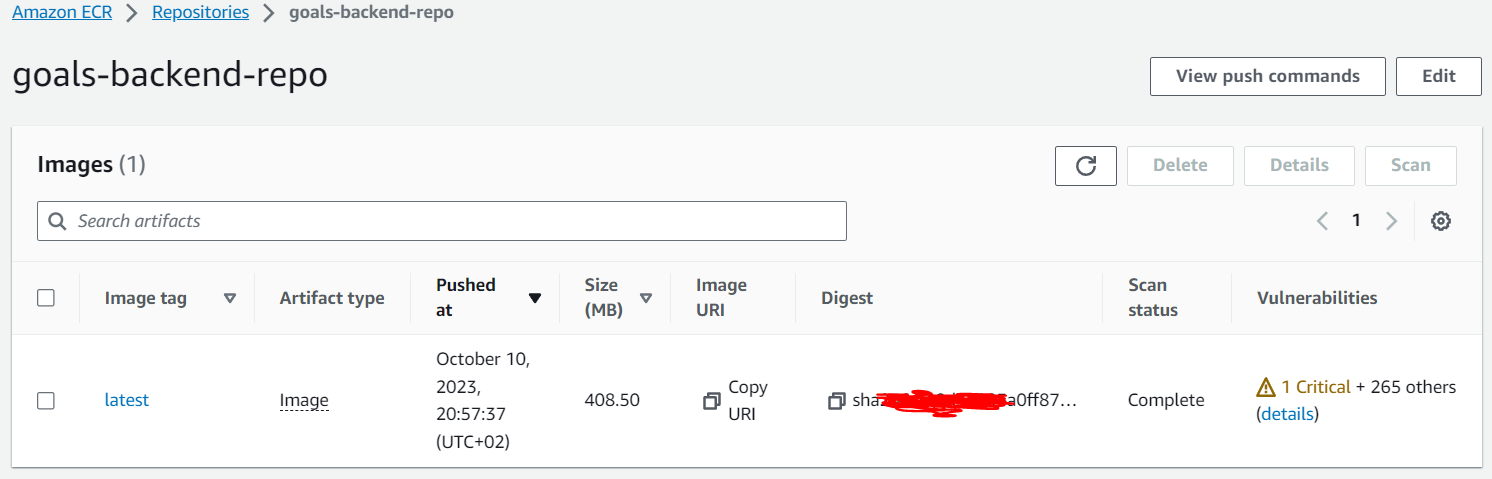 Amazon ECR > Repositories > goals-backend-repo
goals-backend-repo
View push commands
Edit
Images (1)
Delete
Details
Scan
Search artifacts
1
Image tag
Artifact type
Pushed
at
Size
(MB)
Image
URI
Digest
Scan
status
Vulnerabilities
latest
Image
October 10,
2023,
20:57:37
(UTC+02)
408.50
Copy
URI
sha a0ff87...
Complete
1 Critical + 265 others
(details)